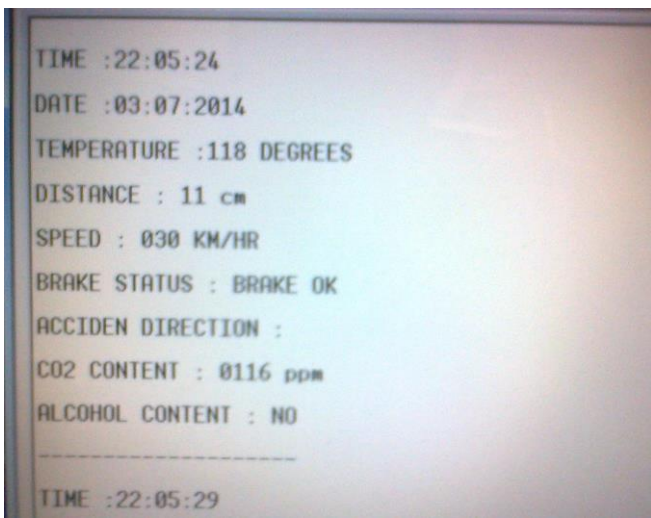 TIME :22:05:24
DATE :03:07:2014
TEMPERATURE :118 DEGREES
DISTANCE : 11 cm
SPEED : 030 KM/HR
BRAKE STATUS : BRAKE OK
ACCIDEN DIRECTION :
CO2 CONTENT : 0116 ppm
ALCOHOL CONTENT : NO
--------------------
TIME :22:05:29